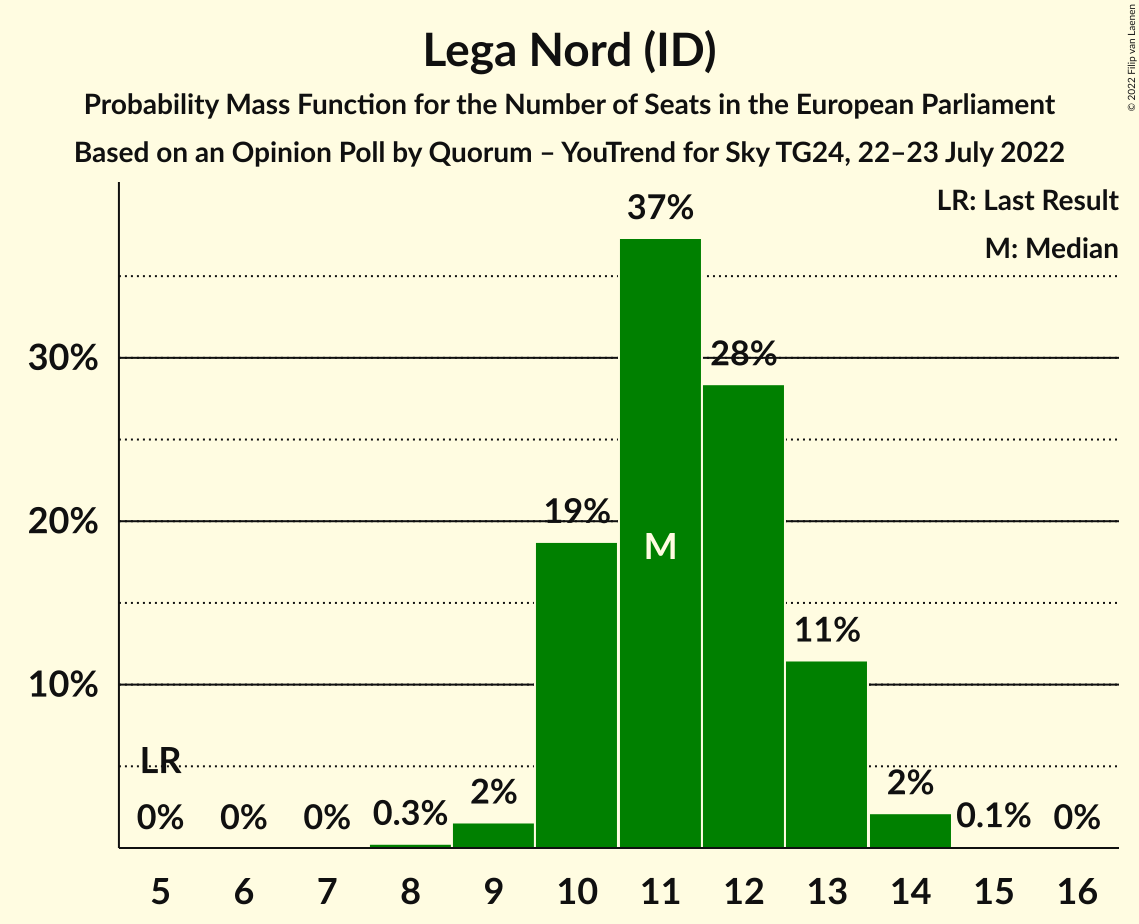 Lega Nord (ID)
Probability Mass Function for the Number of Seats in the European Parliament
Based on an Opinion Poll by Quorum – YouTrend for Sky TG24, 22–23 July 2022
© 2022 Filip van Laenen
LR: Last Result
M: Median
37%
30%
28%
20%
19%
M
11%
10%
LR
0%
0%
0%
0.3%
2%
2%
0.1%
0%
5 6 7 8 9 10 11 12 13 14 15 16